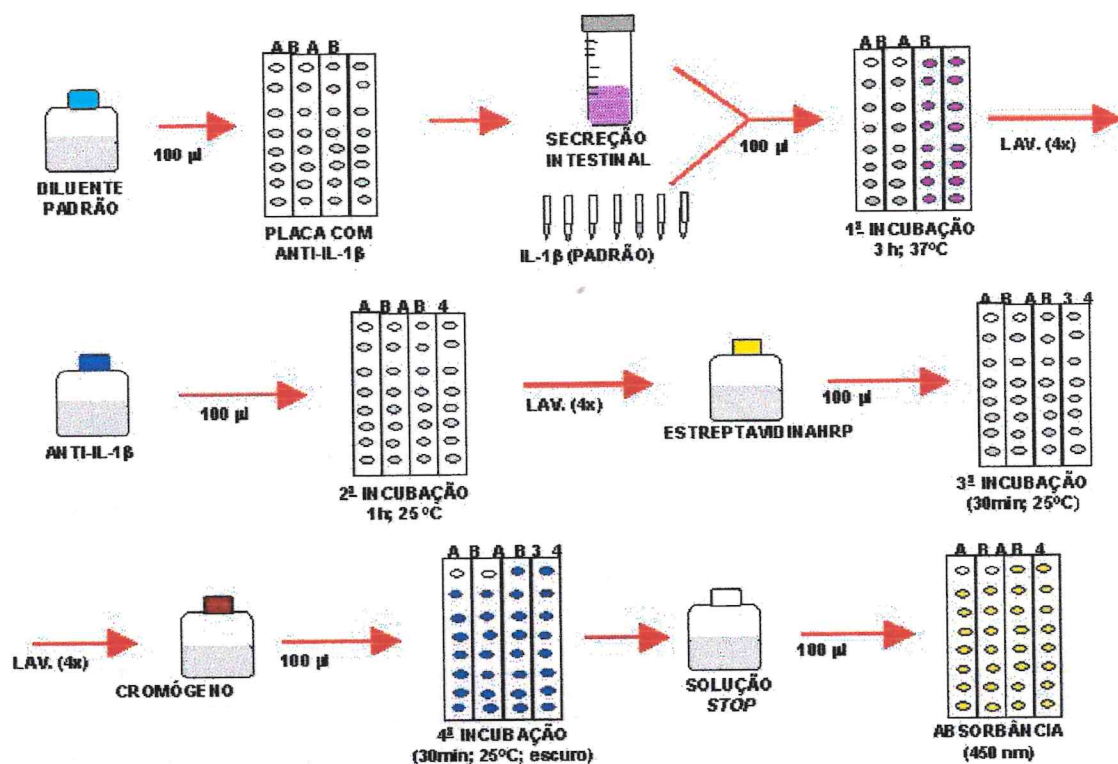 A B A B
A B A B
100 µl
DILUENTE
PADRÃO
PLACA COM
ANTI-IL-1β
SECREÇÃO
INTESTINAL
IL-1β (PADRÃO)
100 µl
1ª INCUBAÇÃO
3 h; 37ºC
LAV. (4x)
A B A B 4
A B A B 3 4
ANTI-IL-1β
100 µl
2ª INCUBAÇÃO
1h; 25ºC
LAV. (4x)
ESTREPTAVIDINAHRP
100 µl
3ª INCUBAÇÃO
(30min; 25ºC)
A B A B 3 4
A B A B 4
LAV. (4x)
CROMÓGENO
100 µl
4ª INCUBAÇÃO
(30min; 25ºC; escuro)
SOLUÇÃO
STOP
100 µl
ABSORBÂNCIA
(450 nm)